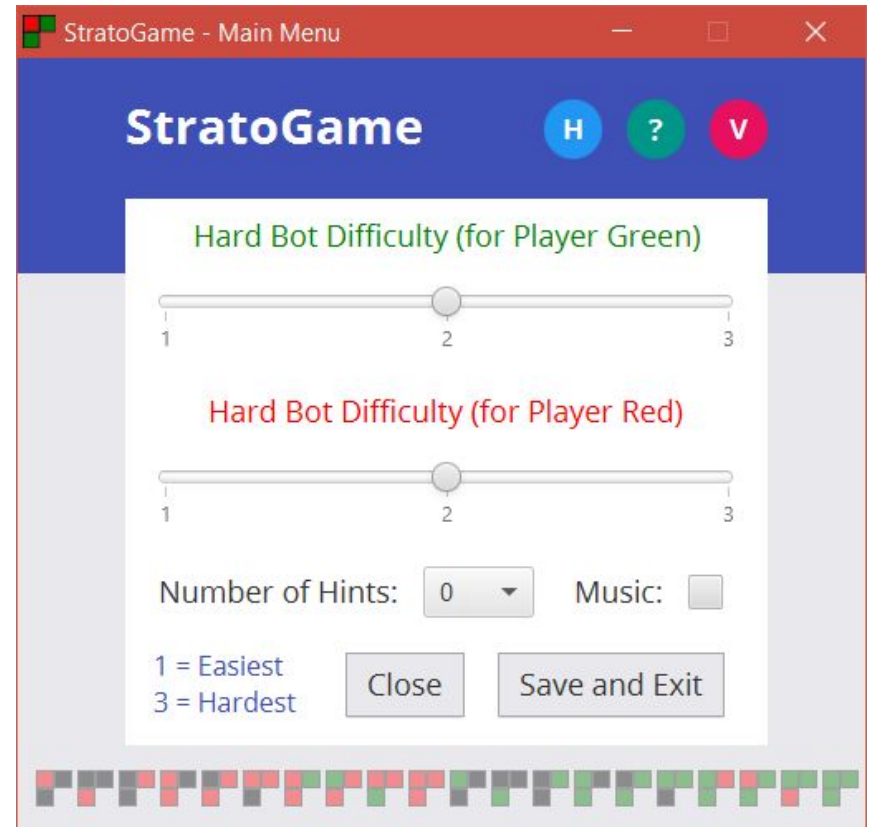 StratoGame - Main Menu
StratoGame H ? V
Hard Bot Difficulty (for Player Green)
1 2 3
Hard Bot Difficulty (for Player Red)
1 2 3
Number of Hints: 0 Music:
1 = Easiest
3 = Hardest
Close Save and Exit